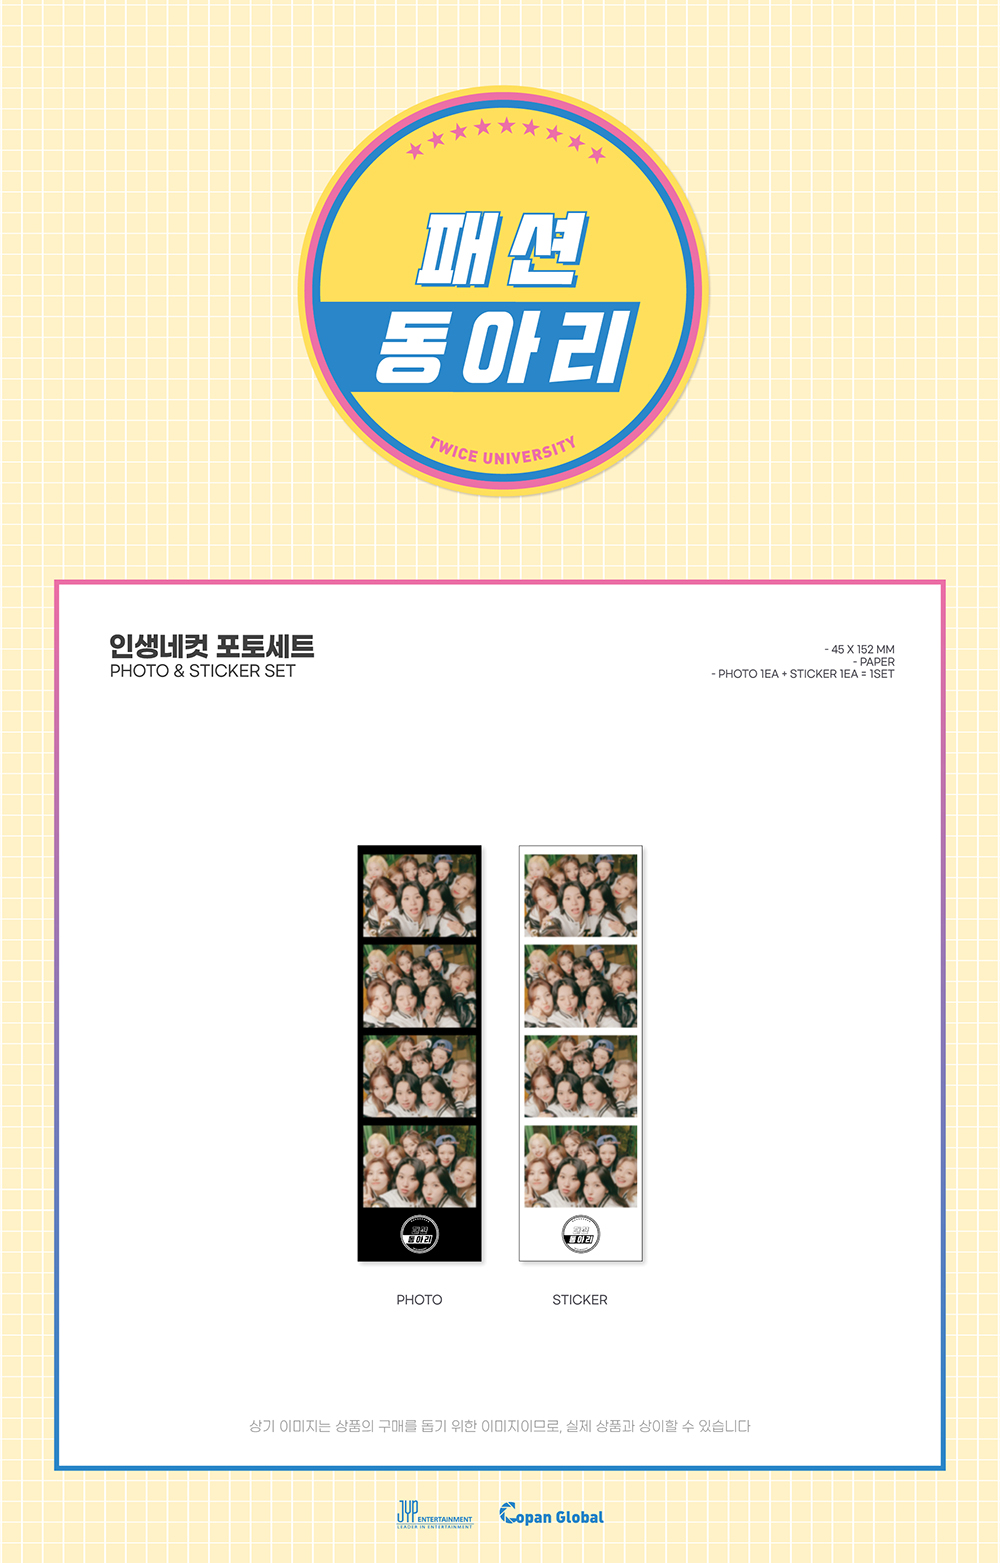 패션
동아리
TWICE UNIVERSITY
인생네컷 포토세트
PHOTO & STICKER SET
- 45 X 152 MM
- PAPER
- PHOTO 1EA + STICKER 1EA = 1SET
패션
동아리
패션
동아리
PHOTO
STICKER
상기 이미지는 상품의 구매를 돕기 위한 이미지이므로, 실제 상품과 상이할 수 있습니다
JYP ENTERTAINMENT
LEADER IN ENTERTAINMENT
Copan Global